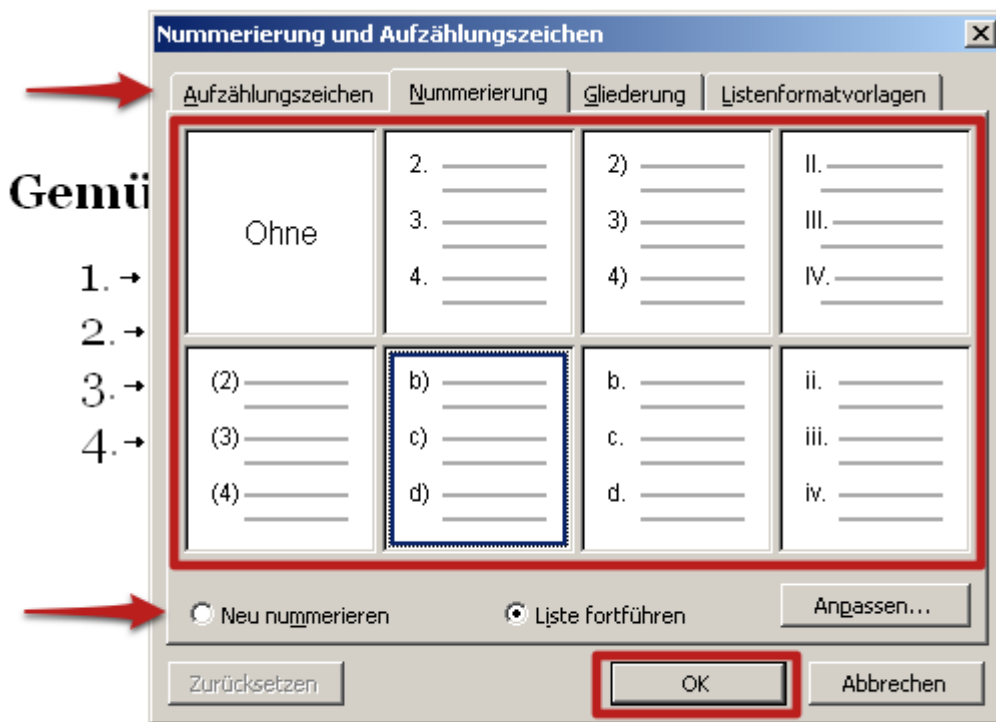 Nummerierung und Aufzählungszeichen
Aufzählungszeichen Nummerierung Gliederung Listenformatvorlagen
Gemü
1.
2.
3.
4.
Ohne
2.
3.
4.
2)
3)
4)
II.
III.
IV.
(2)
(3)
(4)
b)
c)
d)
b.
c.
d.
ii.
iii.
iv.
Neu nummerieren Liste fortführen Anpassen...
Zurücksetzen OK Abbrechen